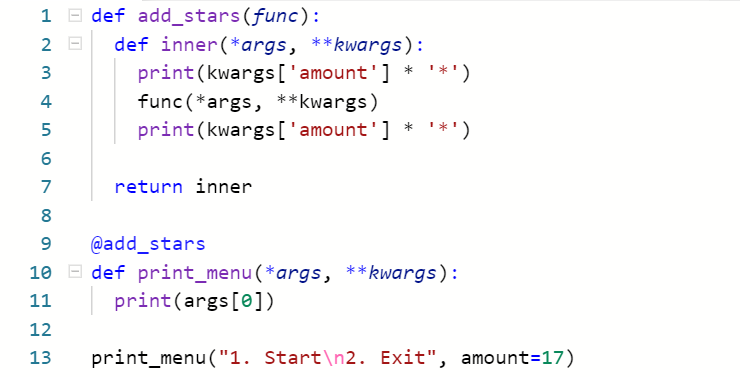 1 def add_stars(func):
2 def inner(*args, **kwargs):
3 print(kwargs['amount'] * '*')
4 func(*args, **kwargs)
5 print(kwargs['amount'] * '*')
6
7 return inner
8
9 @add_stars
10 def print_menu(*args, **kwargs):
11 print(args[0])
12
13 print_menu("1. Start\n2. Exit", amount=17)